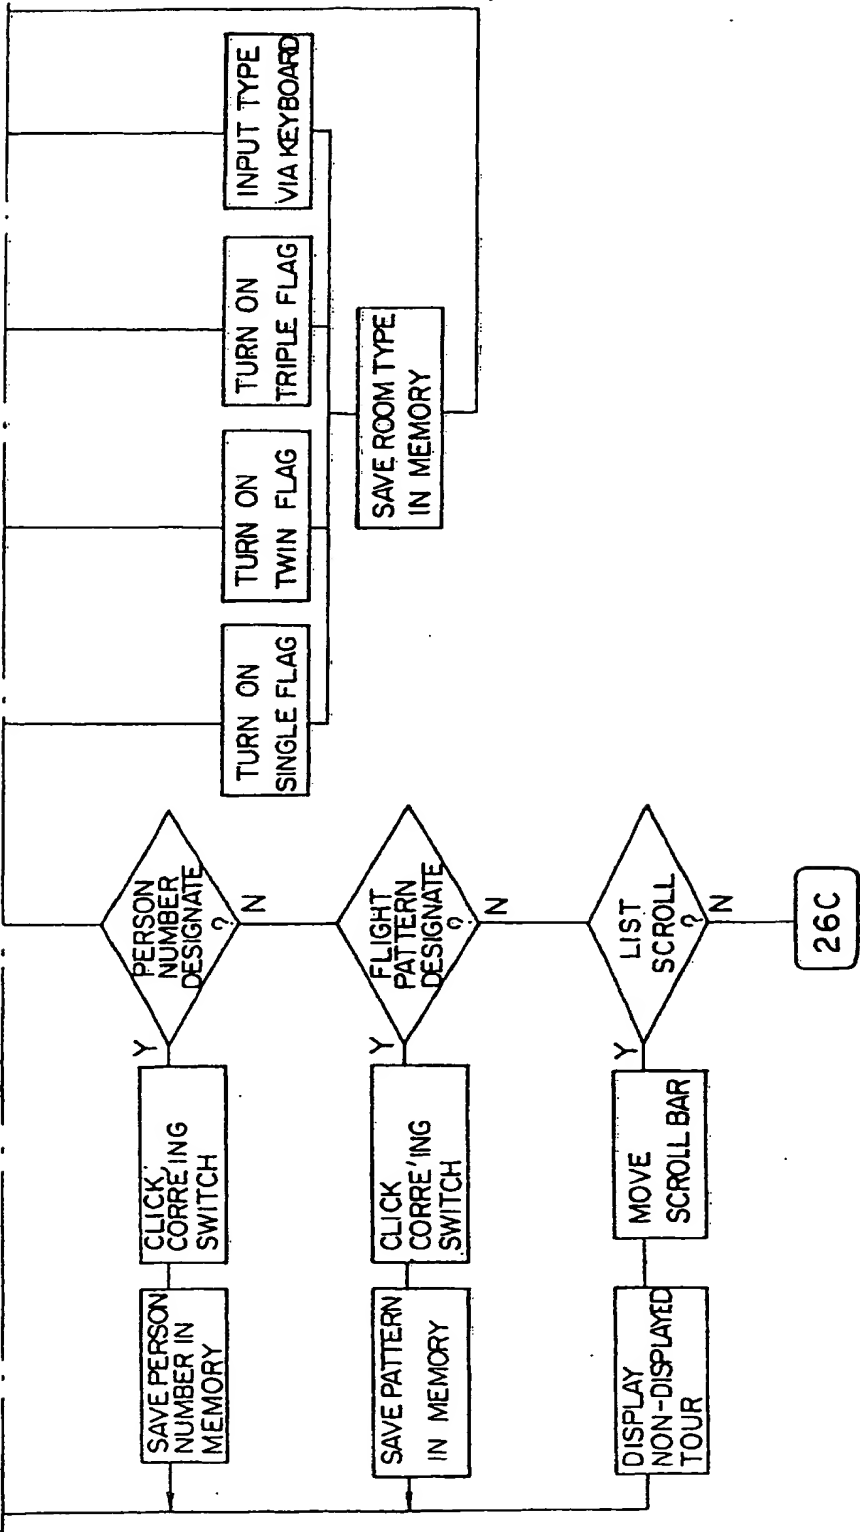 INPUT TYPE
VIA KEYBOARD
TURN ON
TRIPLE FLAG
TURN ON
TWIN FLAG
TURN ON
SINGLE FLAG
SAVE ROOM TYPE
IN MEMORY
PERSON
NUMBER
DESIGNATE
?
N
Y
CLICK
CORRE'ING
SWITCH
SAVE PERSON
NUMBER IN
MEMORY
FLIGHT
PATTERN
DESIGNATE
?
N
Y
CLICK
CORRE'ING
SWITCH
SAVE PATTERN
IN MEMORY
LIST
SCROLL
?
N
Y
MOVE
SCROLL BAR
DISPLAY
NON-DISPLAYED
TOUR
26C